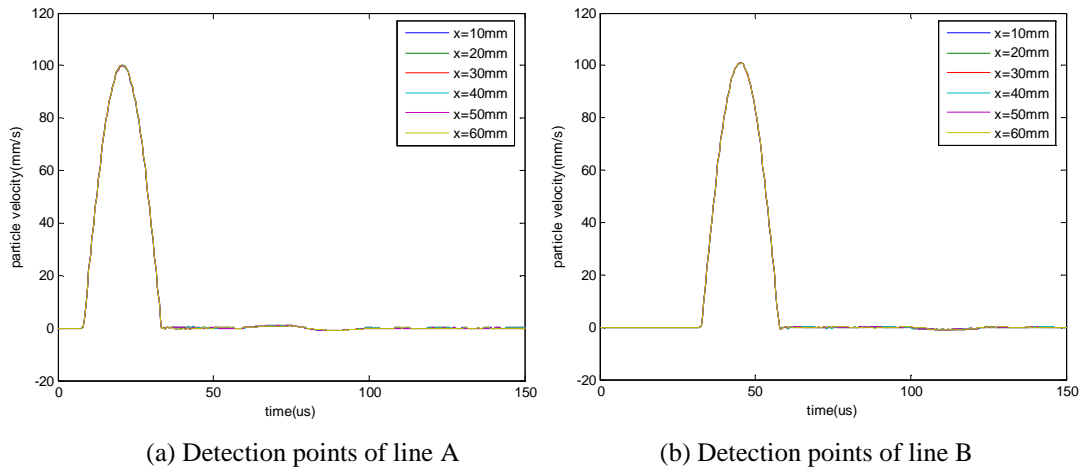 120
100
80
60
40
20
0
-20
particle velocity(mm/s)
x=10mm
x=20mm
x=30mm
x=40mm
x=50mm
x=60mm
0 50 100 150
time(us)
(a) Detection points of line A
120
100
80
60
40
20
0
-20
particle velocity(mm/s)
x=10mm
x=20mm
x=30mm
x=40mm
x=50mm
x=60mm
0 50 100 150
time(us)
(b) Detection points of line B